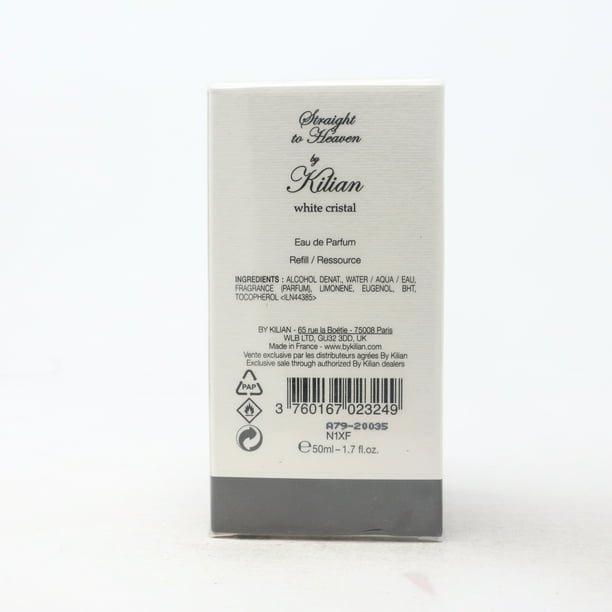 Straight
to Heaven
by
Kilian
white cristal
Eau de Parfum
Refill / Ressource
INGREDIENTS : ALCOHOL DENAT., WATER / AQUA / EAU,
FRAGRANCE (PARFUM), LIMONENE, EUGENOL, BHT,
TOCOPHEROL <ILN44385>
BY KILIAN - 65 rue la Boétie - 75008 Paris
WLB LTD, GU32 3DD, UK
Made in France - www.bykilian.com
Vente exclusive par les distributeurs agrées By Kilian
Exclusive sale through authorized By Kilian dealers
PAP
3 760167 023249
A79-20035
N1XF
℮50ml – 1.7 fl.oz.